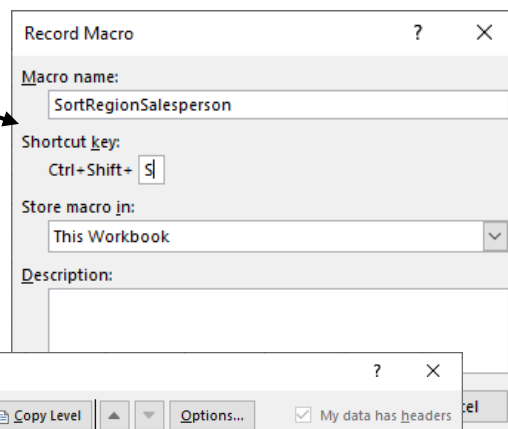 Record Macro ?
Macro name:
SortRegionSalesperson
Shortcut key:
Ctrl+Shift+ S
Store macro in:
This Workbook
Description:
?
Copy Level Options... My data has headers